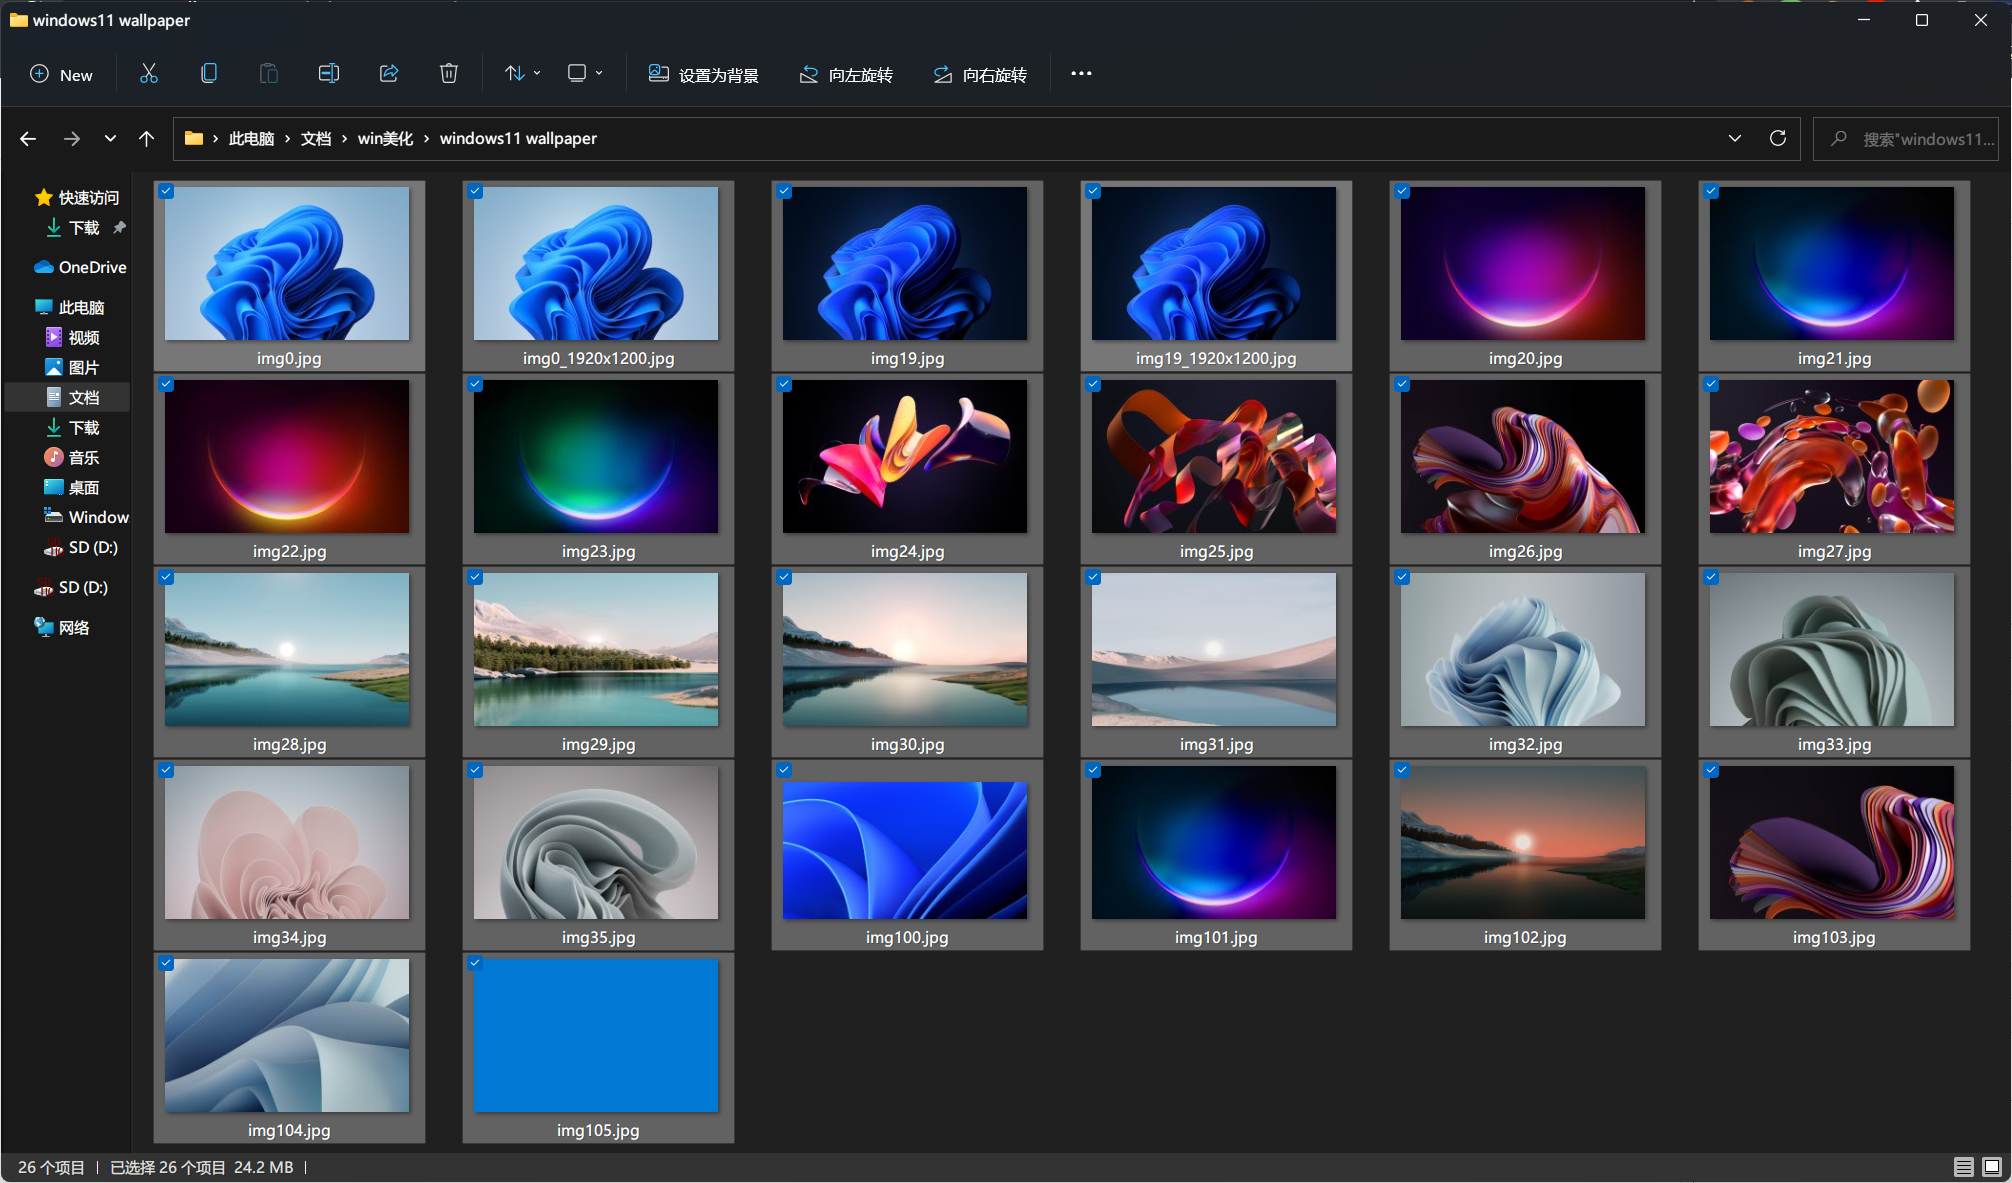 windows11 wallpaper
New
设置为背景
向左旋转
向右旋转
此电脑 › 文档 › win美化 › windows11 wallpaper
搜索"windows11...
快速访问
下载
OneDrive
此电脑
视频
图片
文档
下载
音乐
桌面
Window
SD (D:)
SD (D:)
网络
img0.jpg
img0_1920x1200.jpg
img19.jpg
img19_1920x1200.jpg
img20.jpg
img21.jpg
img22.jpg
img23.jpg
img24.jpg
img25.jpg
img26.jpg
img27.jpg
img28.jpg
img29.jpg
img30.jpg
img31.jpg
img32.jpg
img33.jpg
img34.jpg
img35.jpg
img100.jpg
img101.jpg
img102.jpg
img103.jpg
img104.jpg
img105.jpg
26 个项目 | 已选择 26 个项目 24.2 MB |